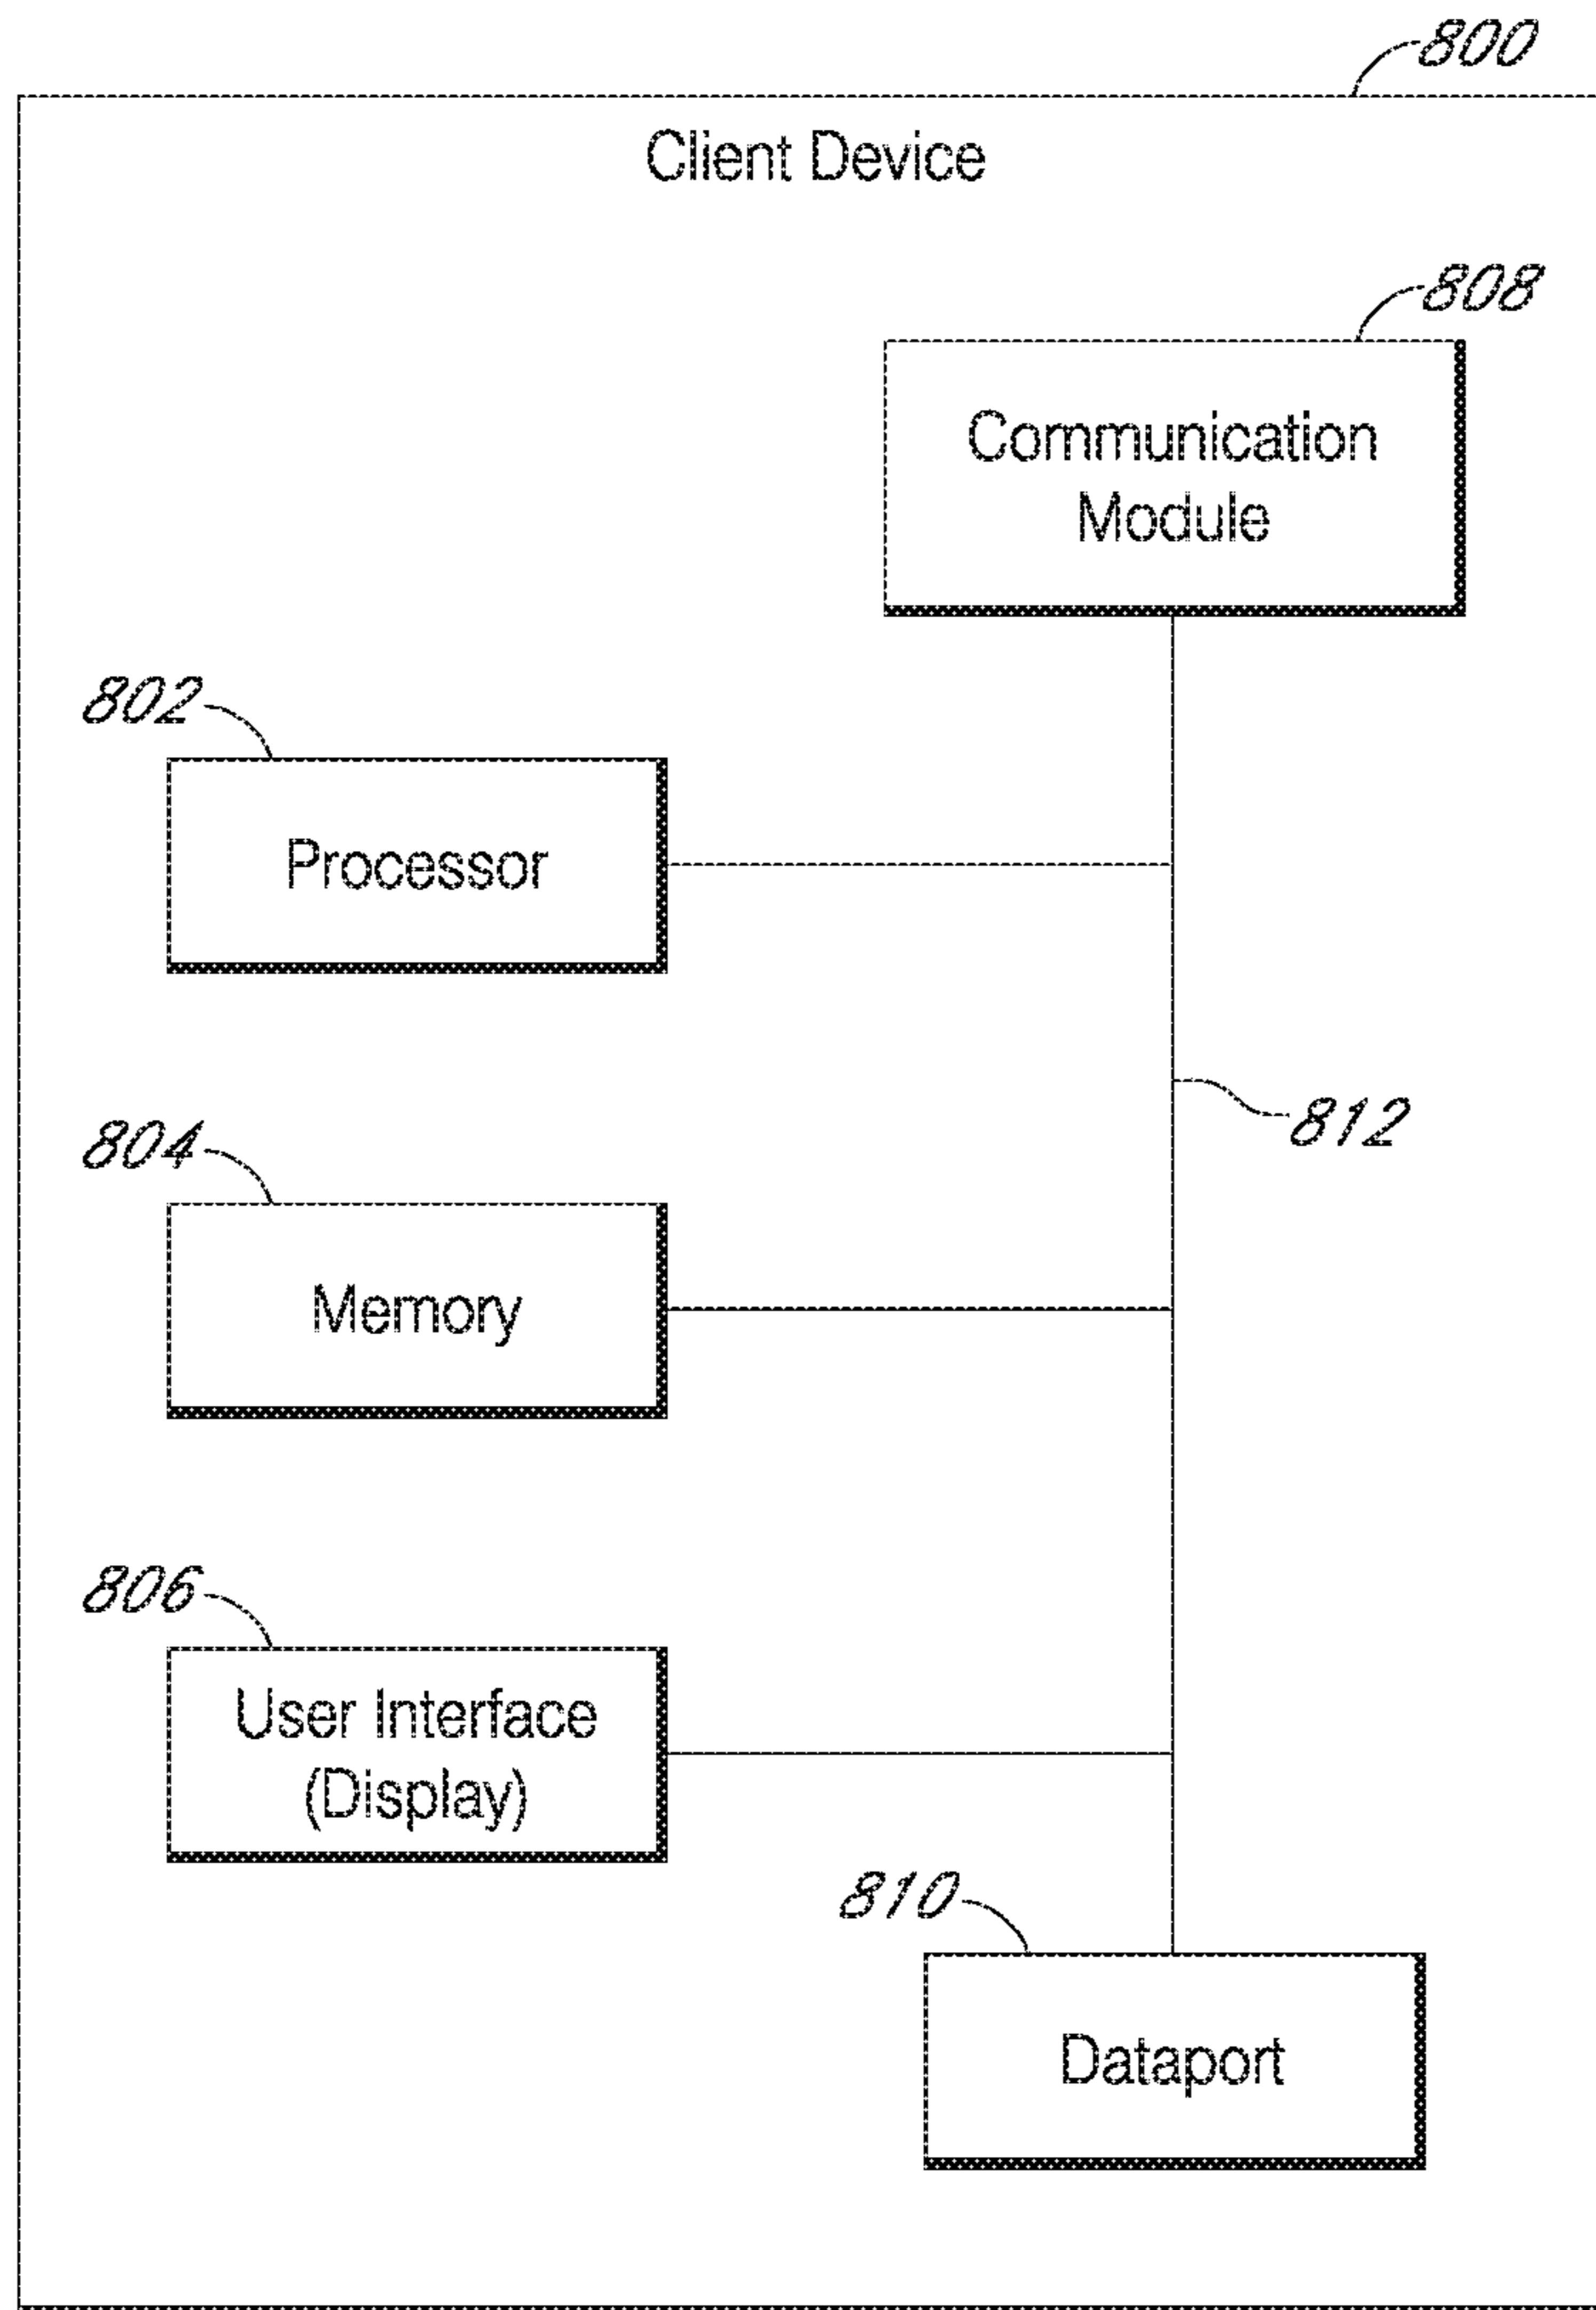 800
Client Device
808
Communication
Module
802
Processor
812
804
Memory
806
User Interface
(Display)
810
Dataport